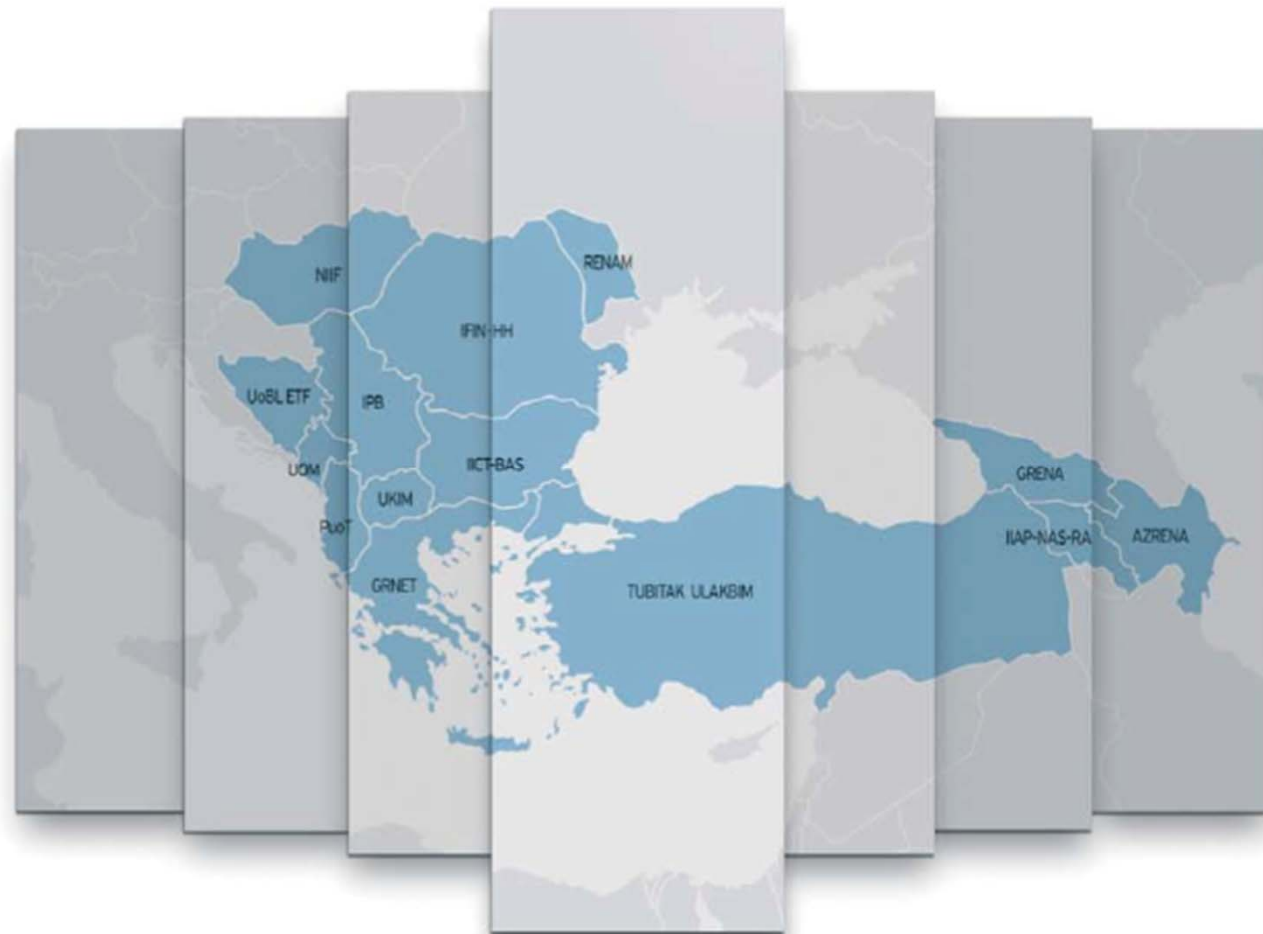 RENAM
NIIF
IFIN-HH
UoBL ETF
IPB
UOM
IICT-BAS
UKIM
GRENA
PuoT
IIAP-NAS-RA
AZRENA
GRNET
TUBITAK ULAKBIM